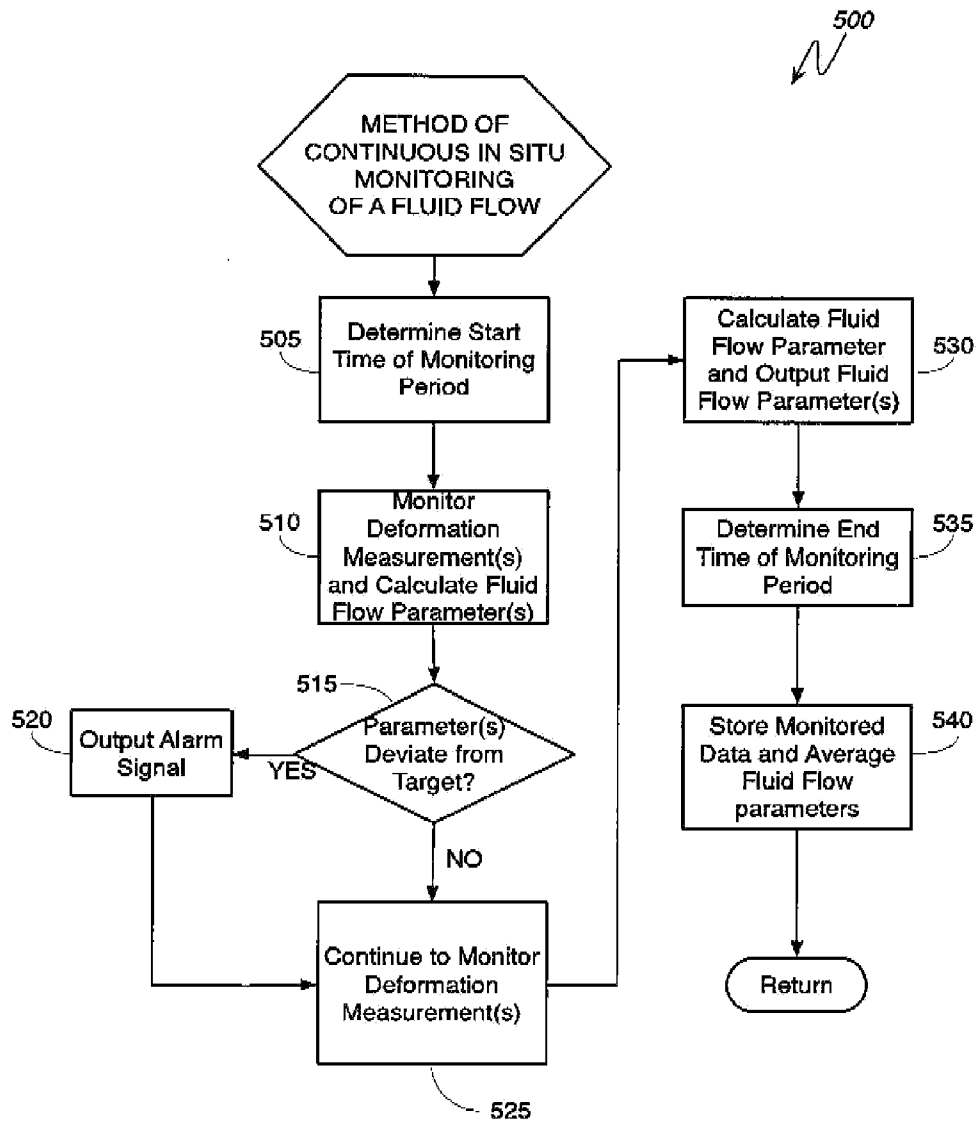 500
METHOD OF
CONTINUOUS IN SITU
MONITORING
OF A FLUID FLOW
505
Determine Start
Time of Monitoring
Period
510
Monitor
Deformation
Measurement(s)
and Calculate Fluid
Flow Parameter(s)
515
Parameter(s)
Deviate from
Target?
YES
520
Output Alarm
Signal
NO
Continue to Monitor
Deformation
Measurement(s)
525
Calculate Fluid
Flow Parameter
and Output Fluid
Flow Parameter(s)
530
Determine End
Time of Monitoring
Period
535
Store Monitored
Data and Average
Fluid Flow
parameters
540
Return